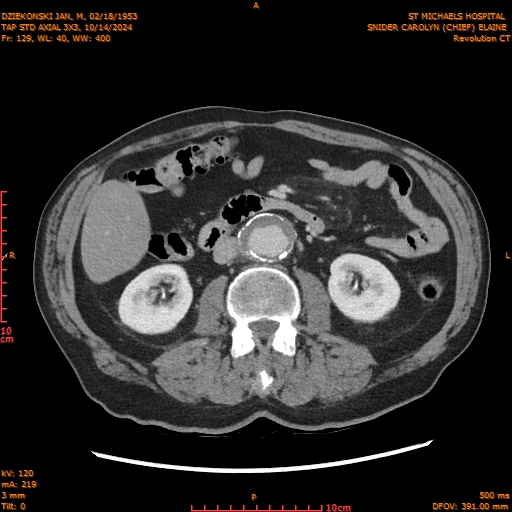 A
DZIEKONSKI JAN, M, 02/18/1953
TAP STD AXIAL 3X3, 10/14/2024
Fr: 129, WL: 40, WW: 400
ST MICHAELS HOSPITAL
SNIDER CAROLYN (CHIEF) ELAINE
Revolution CT
R
L
10
cm
kV: 120
mA: 219
3 mm
Tilt: 0
P
10cm
500 ms
DFOV: 391.00 mm